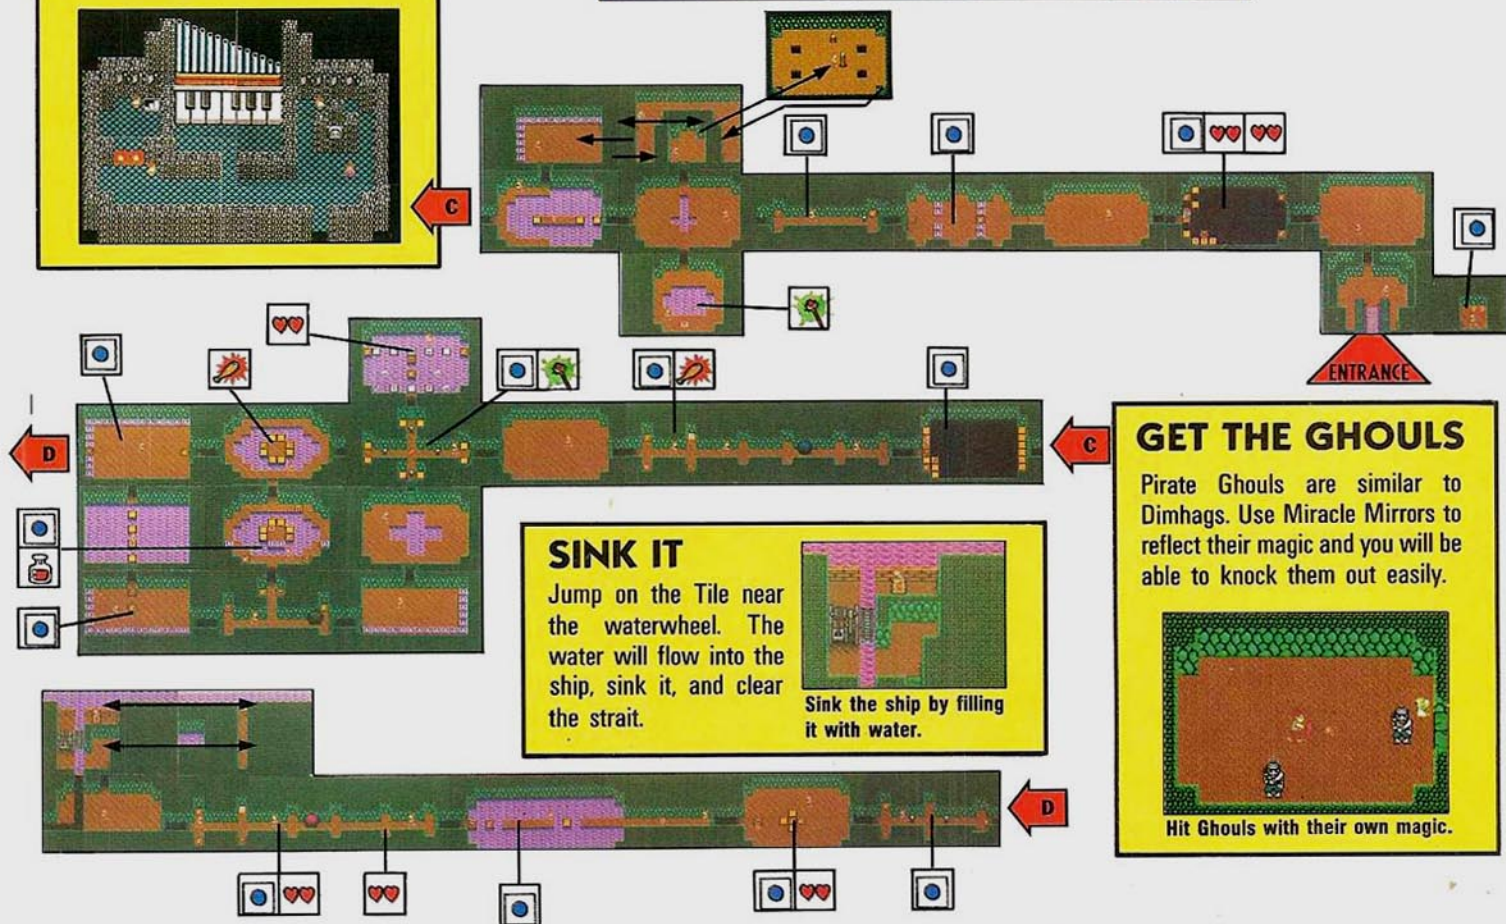 C
ENTRANCE
C
D
GET THE GHOULS
Pirate Ghouls are similar to
Dimhags. Use Miracle Mirrors to
reflect their magic and you will be
able to knock them out easily.
Hit Ghouls with their own magic.
SINK IT
Jump on the Tile near
the waterwheel. The
water will flow into the
ship, sink it, and clear
the strait.
Sink the ship by filling
it with water.
D